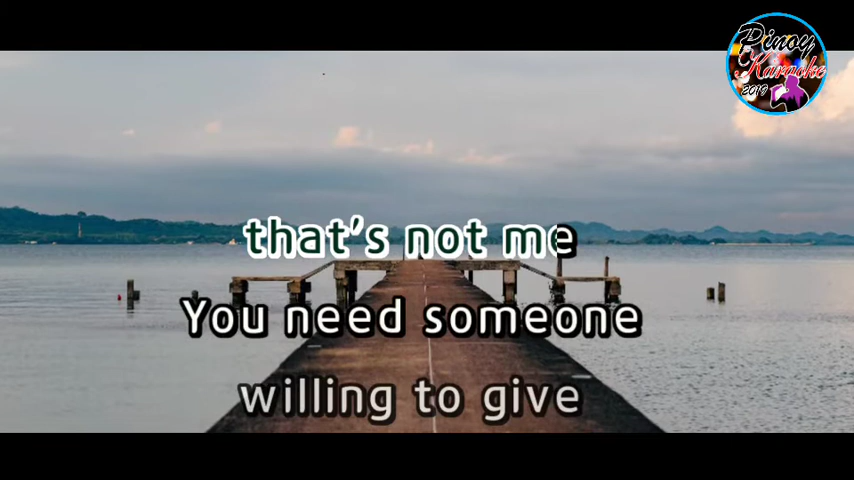 Pinoy
Karaoke
2019
that's not me
You need someone
willing to give